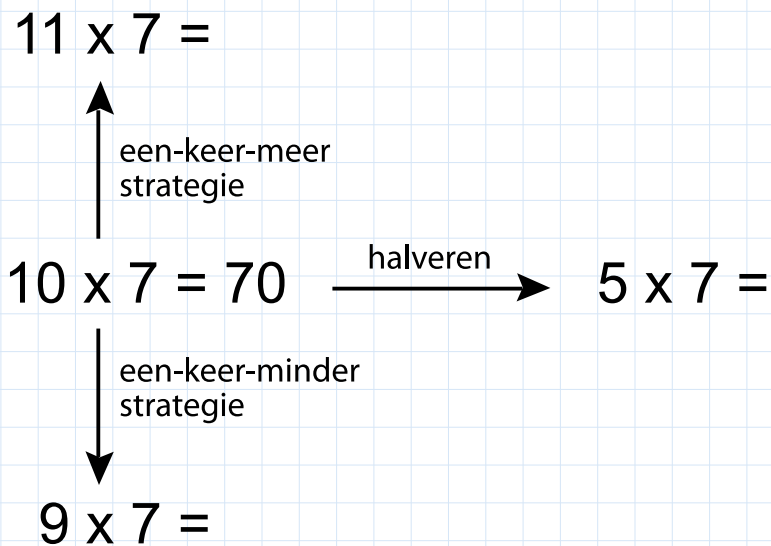 11 x 7 =
een-keer-meer
strategie
10 x 7 = 70
halveren
5 x 7 =
een-keer-minder
strategie
9 x 7 =